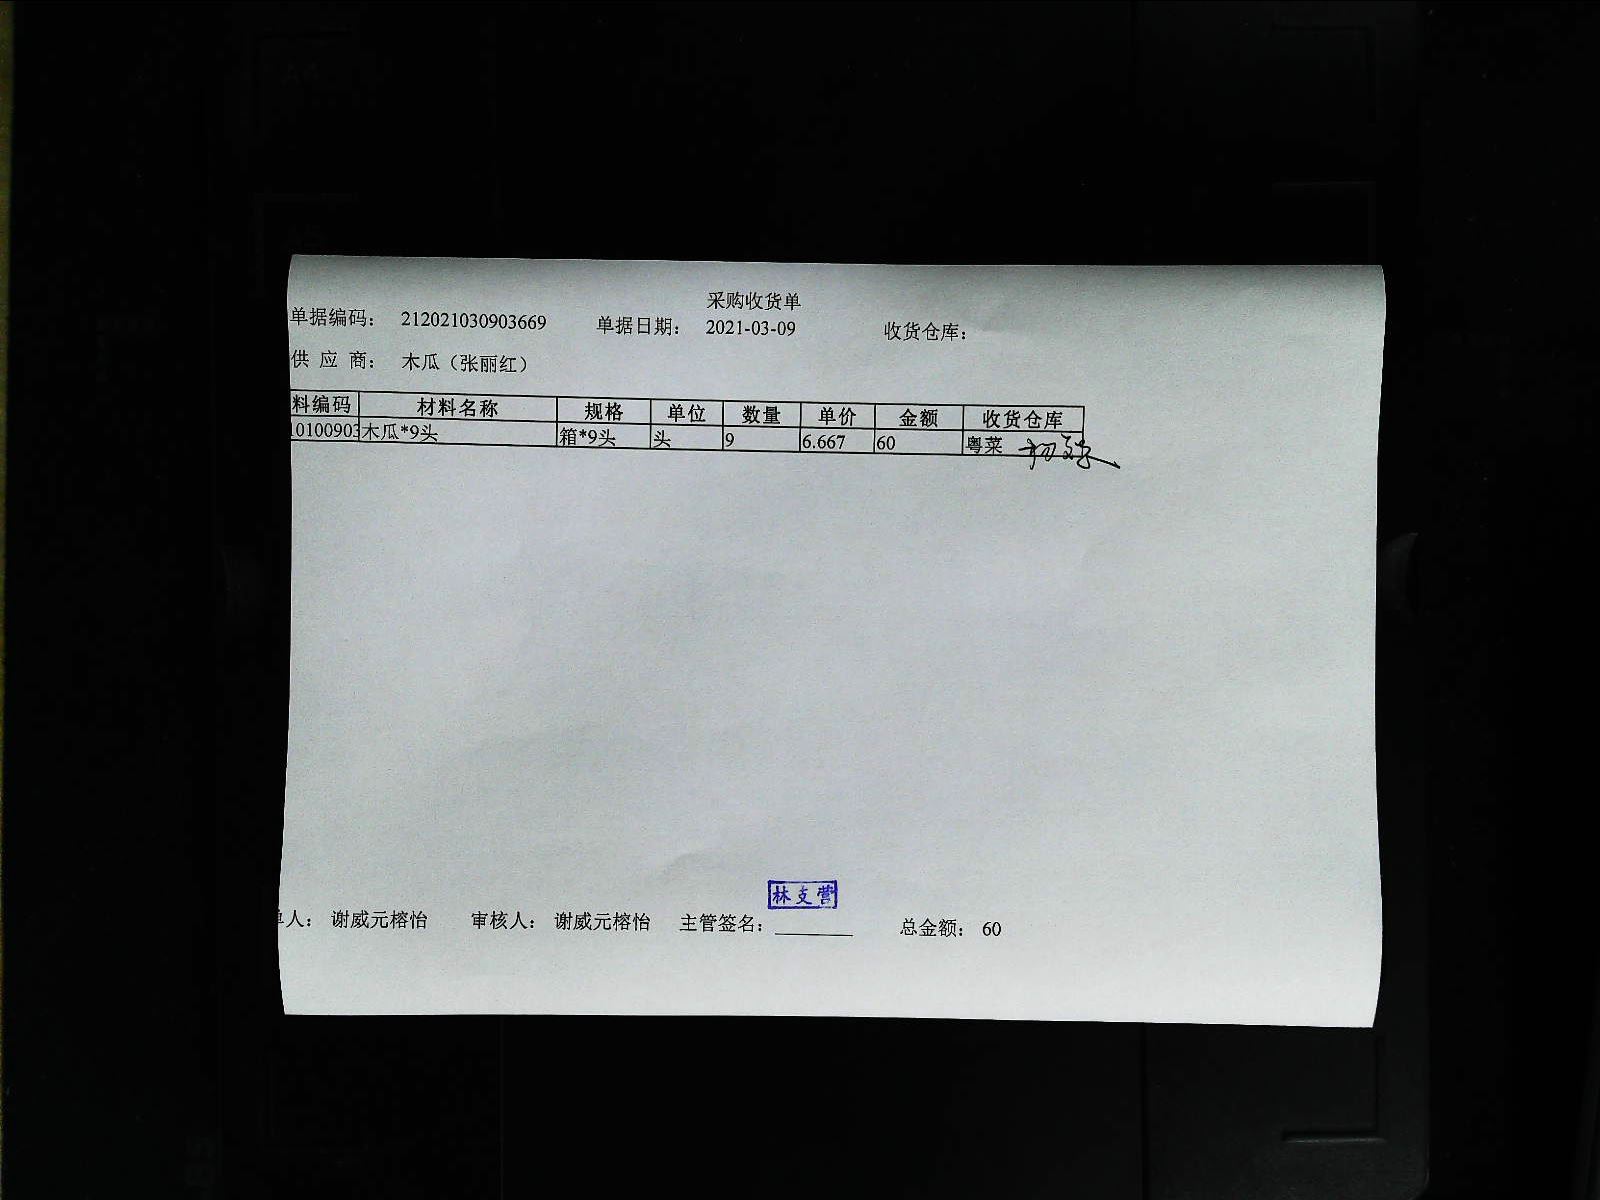 采购收货单
单据编码： 212021030903669 单据日期： 2021-03-09 收货仓库：
供 应 商： 木瓜（张丽红）
料编码 材料名称 规格 单位 数量 单价 金额 收货仓库
10100903 木瓜*9头 箱*9头 头 9 6.667 60 粤菜
林支营
单人： 谢威元榕怡 审核人： 谢威元榕怡 主管签名：________ 总金额： 60